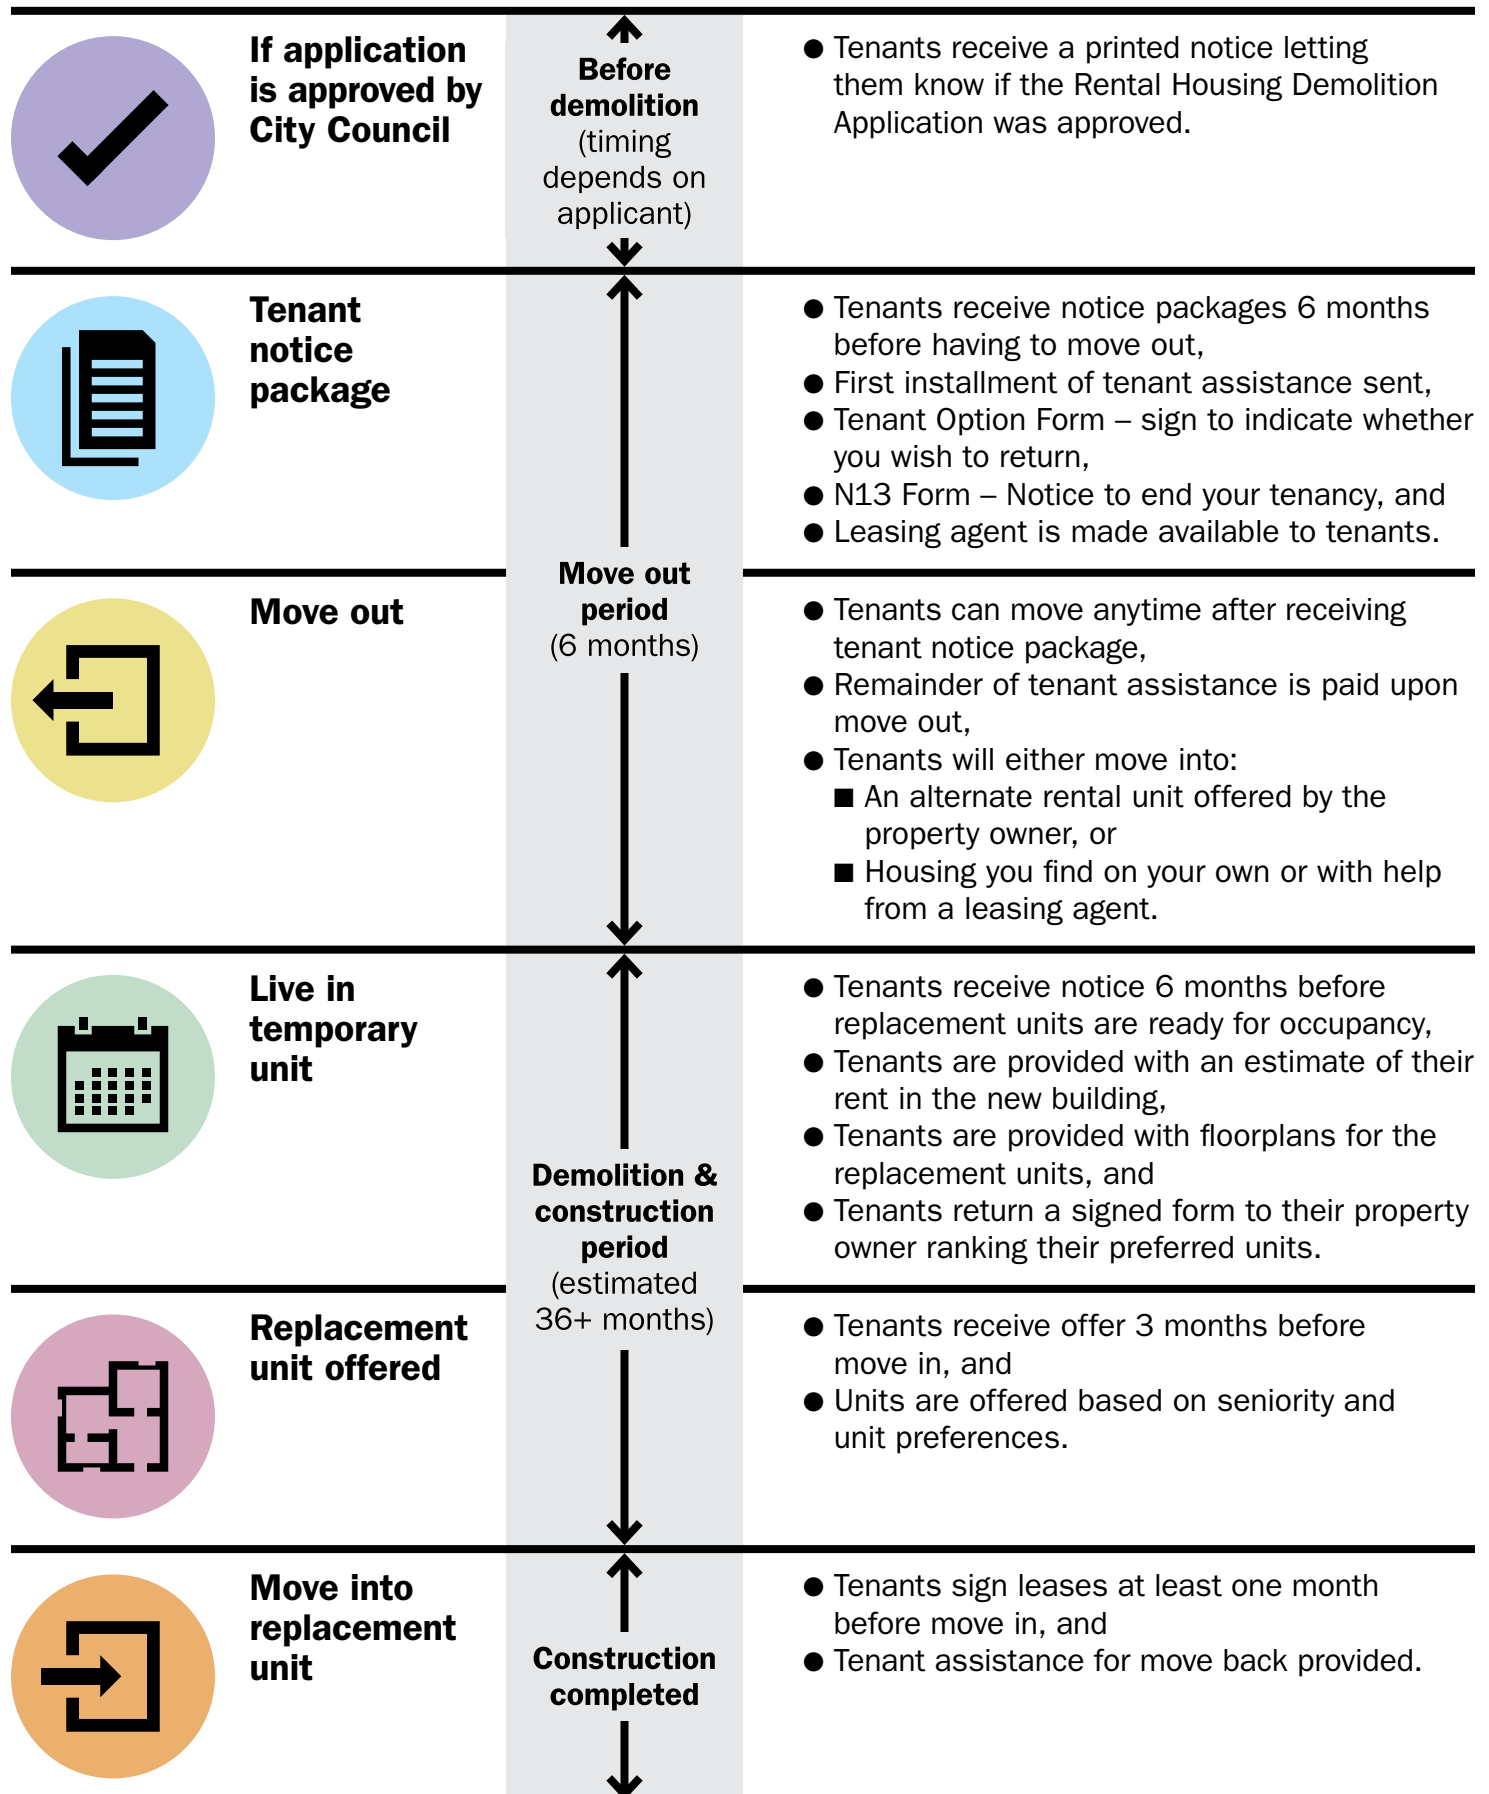 If application
is approved by
City Council
Before
demolition
(timing
depends on
applicant)
● Tenants receive a printed notice letting
them know if the Rental Housing Demolition
Application was approved.
Tenant
notice
package
● Tenants receive notice packages 6 months
before having to move out,
● First installment of tenant assistance sent,
● Tenant Option Form – sign to indicate whether
you wish to return,
● N13 Form – Notice to end your tenancy, and
● Leasing agent is made available to tenants.
Move out
period
(6 months)
Move out
● Tenants can move anytime after receiving
tenant notice package,
● Remainder of tenant assistance is paid upon
move out,
● Tenants will either move into:
■ An alternate rental unit offered by the
property owner, or
■ Housing you find on your own or with help
from a leasing agent.
Live in
temporary
unit
● Tenants receive notice 6 months before
replacement units are ready for occupancy,
● Tenants are provided with an estimate of their
rent in the new building,
● Tenants are provided with floorplans for the
replacement units, and
● Tenants return a signed form to their property
owner ranking their preferred units.
Demolition &
construction
period
(estimated
36+ months)
Replacement
unit offered
● Tenants receive offer 3 months before
move in, and
● Units are offered based on seniority and
unit preferences.
Move into
replacement
unit
Construction
completed
● Tenants sign leases at least one month
before move in, and
● Tenant assistance for move back provided.